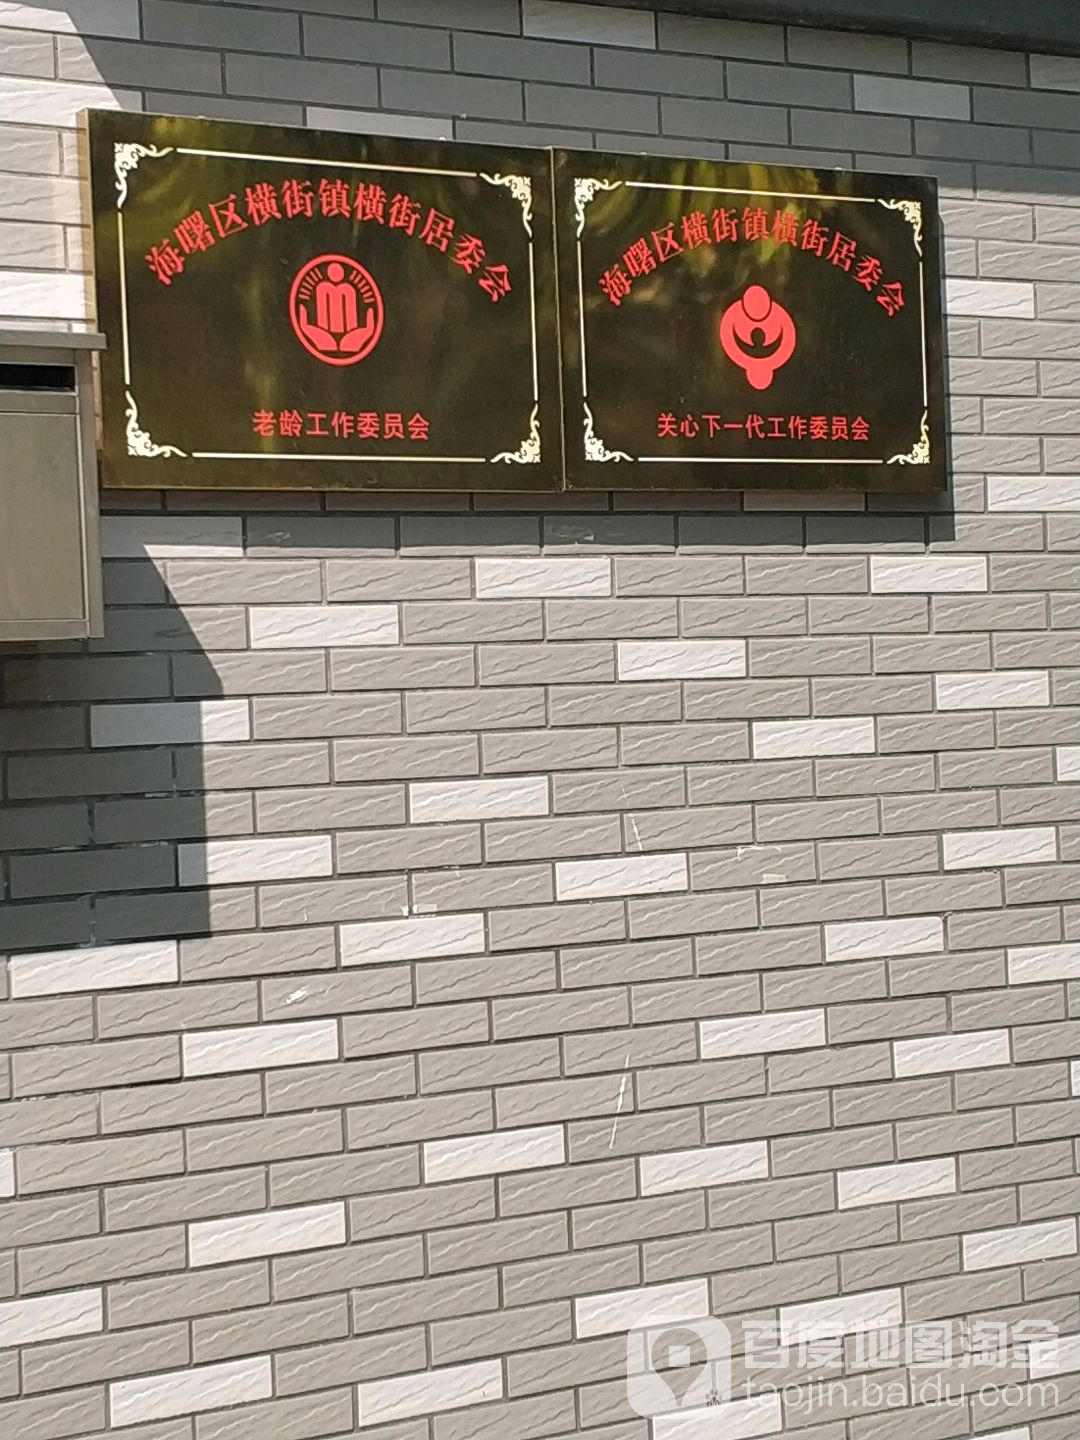 海曙区横街镇横街居委会
老龄工作委员会
海曙区横街镇横街居委会
关心下一代工作委员会
百度地图淘金
taojin.baidu.com